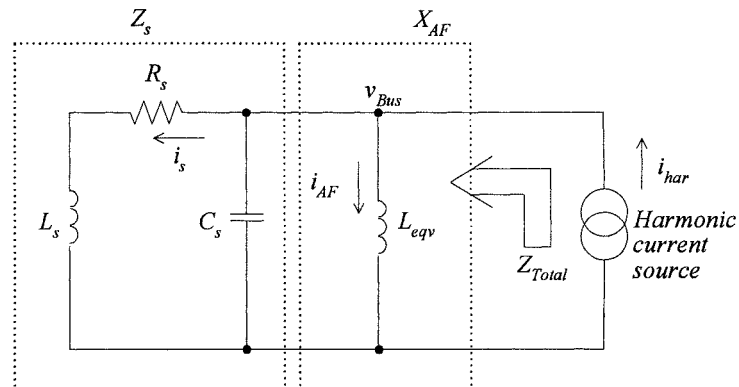 Z_s
X_AF
R_s
v_Bus
i_s
i_AF
i_har
L_s
C_s
L_eqv
Z_Total
Harmonic
current
source